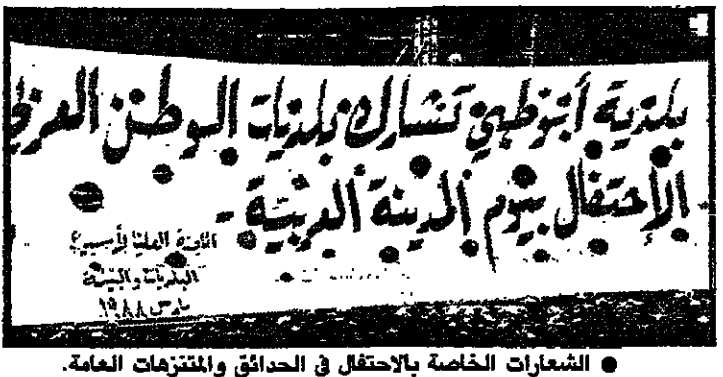 بلدية أبوظبي تشارك بلديات الوطن العربي
الإحتفال بيوم المدينة العربية -
اللجنة العليا لأسبوع
البلديات والبيئة
مارس ١٩٨٨
● الشعارات الخاصة بالاحتفال في الحدائق والمتنزهات العامة.